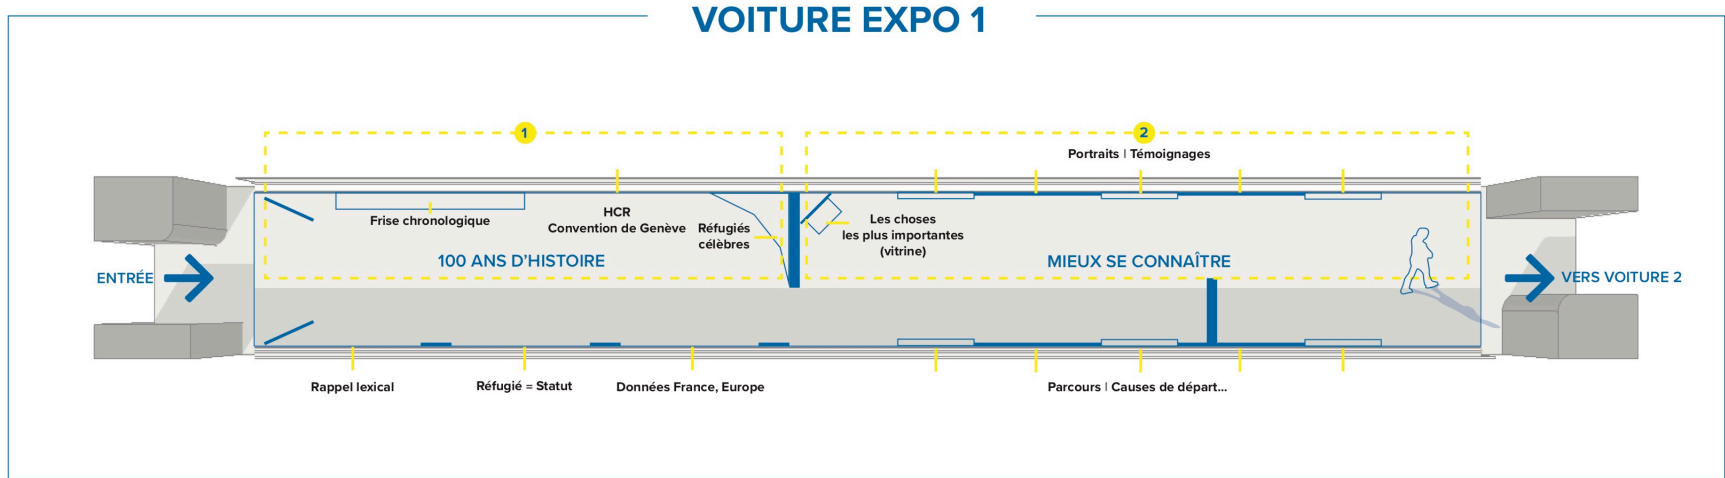 VOITURE EXPO 1
1
2
Portraits | Témoignages
Frise chronologique
HCR
Convention de Genève
Réfugiés
célèbres
Les choses
les plus importantes
(vitrine)
100 ANS D’HISTOIRE
MIEUX SE CONNAÎTRE
ENTRÉE
VERS VOITURE 2
Rappel lexical
Réfugié = Statut
Données France, Europe
Parcours | Causes de départ...